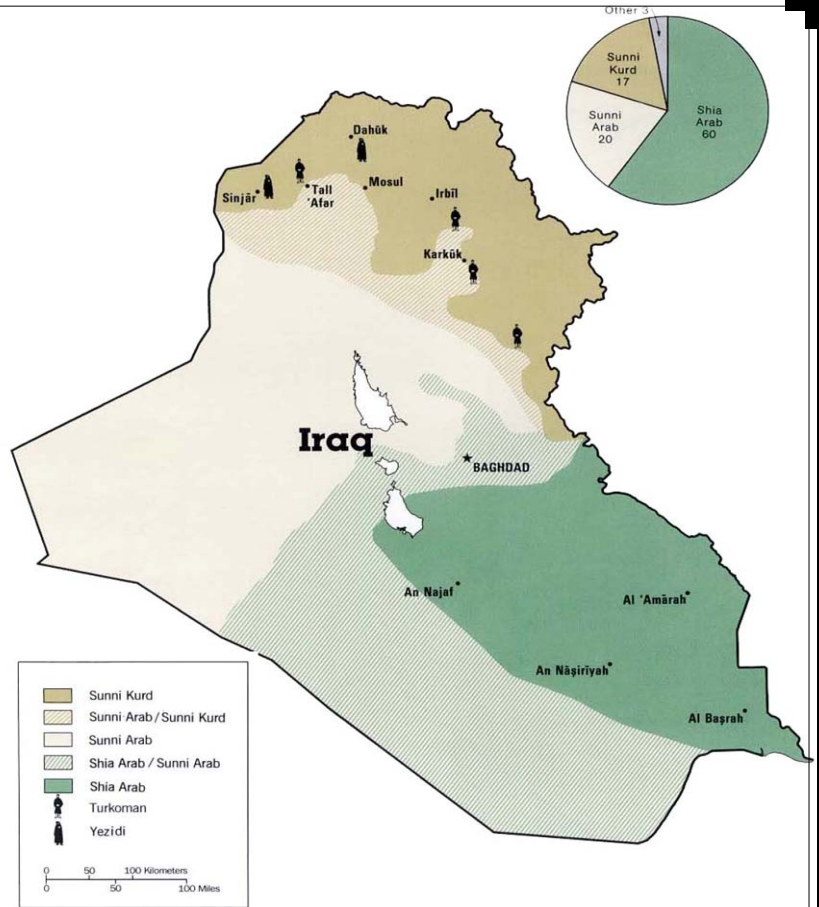 Other 3
Sunni
Kurd
17
Sunni
Arab
20
Shia
Arab
60
Dahūk
Sinjār
Tall
'Afar
Mosul
Irbīl
Karkūk
Iraq
BAGHDAD
An Najaf
Al 'Amārah
An Nāşirīyah
Al Başrah
Sunni Kurd
Sunni Arab/Sunni Kurd
Sunni Arab
Shia Arab/Sunni Arab
Shia Arab
Turkoman
Yezidi
0 50 100 Kilometers
0 50 100 Miles